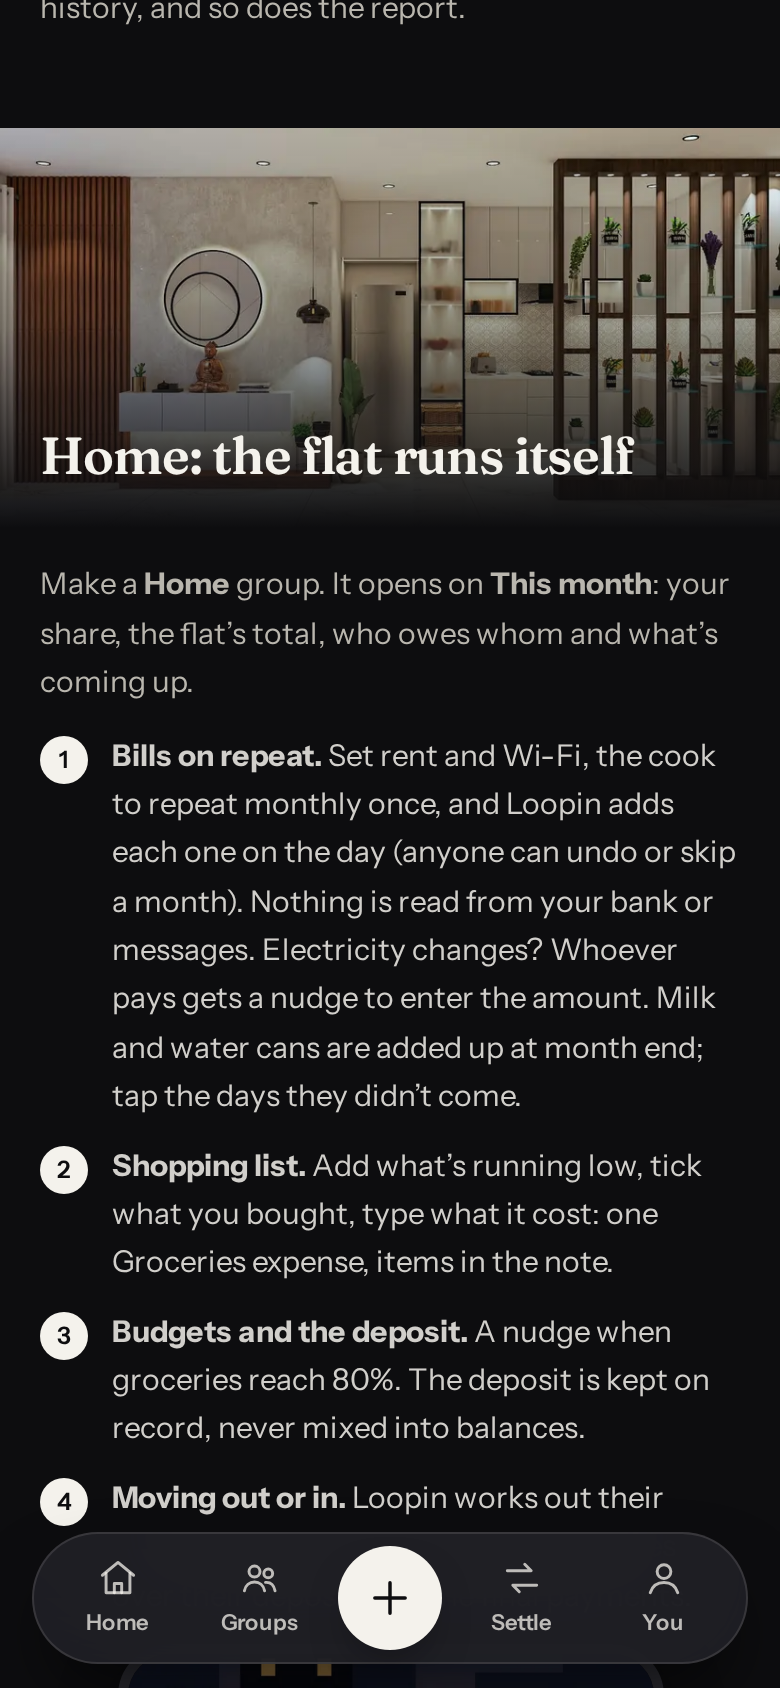 history, and so does the report.
Home: the flat runs itself
Make a Home group. It opens on This month: your
share, the flat’s total, who owes whom and what’s
coming up.
1 Bills on repeat. Set rent and Wi-Fi, the cook
to repeat monthly once, and Loopin adds
each one on the day (anyone can undo or skip
a month). Nothing is read from your bank or
messages. Electricity changes? Whoever
pays gets a nudge to enter the amount. Milk
and water cans are added up at month end;
tap the days they didn’t come.
2 Shopping list. Add what’s running low, tick
what you bought, type what it cost: one
Groceries expense, items in the note.
3 Budgets and the deposit. A nudge when
groceries reach 80%. The deposit is kept on
record, never mixed into balances.
4 Moving out or in. Loopin works out their
Home Groups Settle You